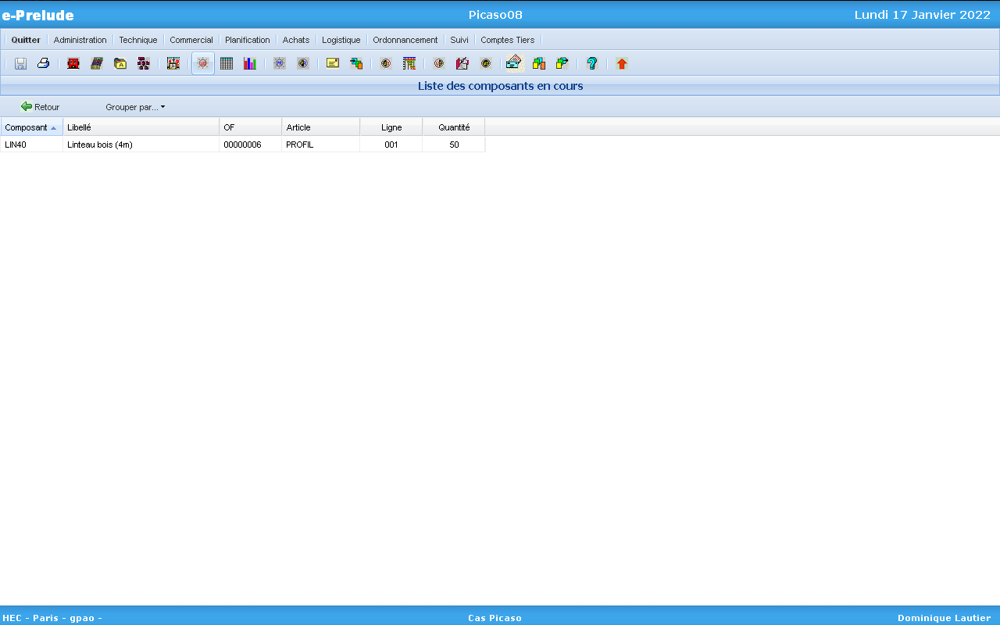 e-Prelude Picaso08 Lundi 17 Janvier 2022
Quitter Administration Technique Commercial Planification Achats Logistique Ordonnancement Suivi Comptes Tiers
Liste des composants en cours
Retour Grouper par...
Composant Libellé OF Article Ligne Quantité
LIN40 Linteau bois (4m) 00000006 PROFIL 001 50
HEC - Paris - gpao - Cas Picaso Dominique Lautier